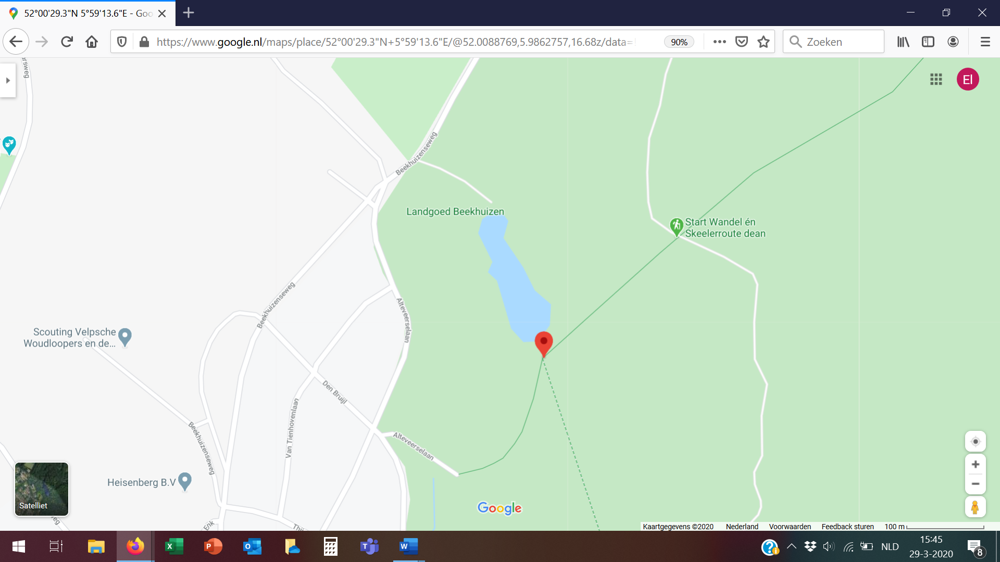 52°00'29.3"N 5°59'13.6"E - Goo
https://www.google.nl/maps/place/52°00'29.3"N+5°59'13.6"E/@52.0088769,5.9862757,16.68z/data=
90%
Zoeken
arsweg
El
Beekhuizenseweg
Landgoed Beekhuizen
Start Wandel én
Skeelerroute dean
Beekhuizenseweg
Alteveerselaan
Scouting Velpsche
Woudloopers en de...
Den Bruijl
Van Tienhovenlaan
Beekhuizenseweg
Alteveerselaan
Heisenberg B.V
Satelliet
eg
Enk
Thij
Google
Kaartgegevens ©2020 Nederland Voorwaarden Feedback sturen 100 m
X
P
O
T
W
NLD
15:45
29-3-2020
8